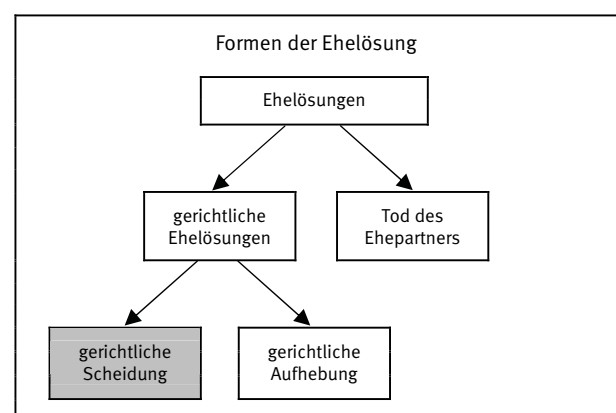 Formen der Ehelösung
Ehelösungen
gerichtliche
Ehelösungen
Tod des
Ehepartners
gerichtliche
Scheidung
gerichtliche
Aufhebung